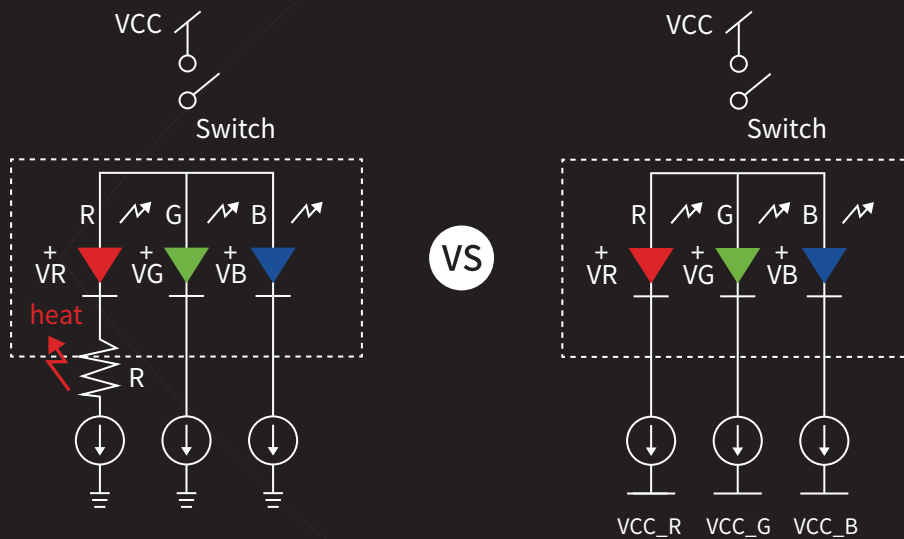 VCC
Switch
R G B
+ + +
VR VG VB
heat
R
VS
VCC
Switch
R G B
+ + +
VR VG VB
VCC_R VCC_G VCC_B